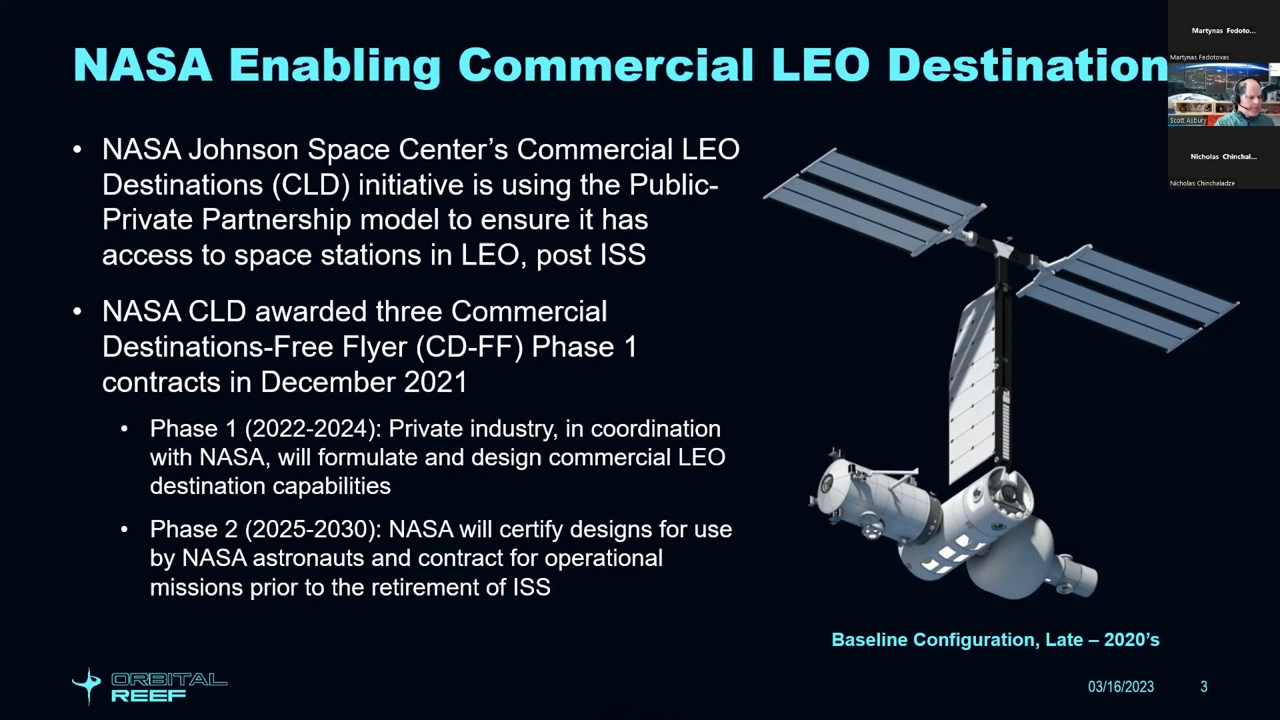 NASA Enabling Commercial LEO Destination
• NASA Johnson Space Center’s Commercial LEO
Destinations (CLD) initiative is using the Public-
Private Partnership model to ensure it has
access to space stations in LEO, post ISS
• NASA CLD awarded three Commercial
Destinations-Free Flyer (CD-FF) Phase 1
contracts in December 2021
• Phase 1 (2022-2024): Private industry, in coordination
with NASA, will formulate and design commercial LEO
destination capabilities
• Phase 2 (2025-2030): NASA will certify designs for use
by NASA astronauts and contract for operational
missions prior to the retirement of ISS
Baseline Configuration, Late – 2020’s
ORBITAL
REEF
03/16/2023 3
Martynas Fedoto...
Martynas Fedotovas
Scott Asbury
Nicholas Chinchal...
Nicholas Chinchaladze